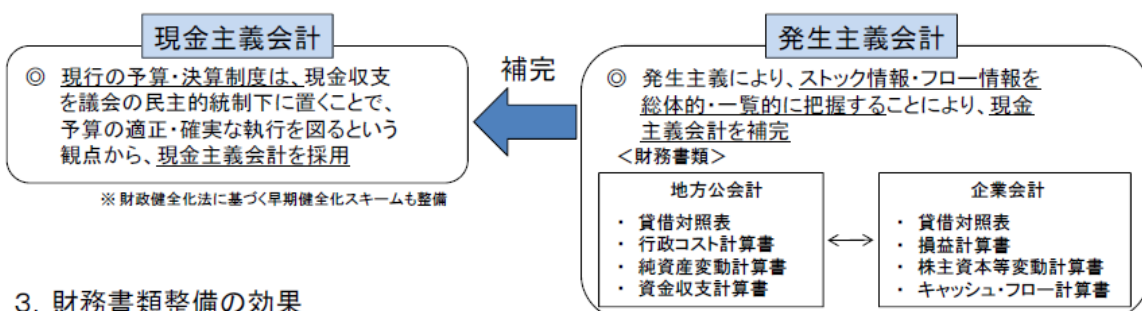 現金主義会計
◎ 現行の予算・決算制度は、現金収支
を議会の民主的統制下に置くことで、
予算の適正・確実な執行を図るという
観点から、現金主義会計を採用
※ 財政健全化法に基づく早期健全化スキームも整備
補完
発生主義会計
◎ 発生主義により、ストック情報・フロー情報を
総体的・一覧的に把握することにより、現金
主義会計を補完
＜財務書類＞
地方公会計
・ 貸借対照表
・ 行政コスト計算書
・ 純資産変動計算書
・ 資金収支計算書
企業会計
・ 貸借対照表
・ 損益計算書
・ 株主資本等変動計算書
・ キャッシュ・フロー計算書
３．財務書類整備の効果